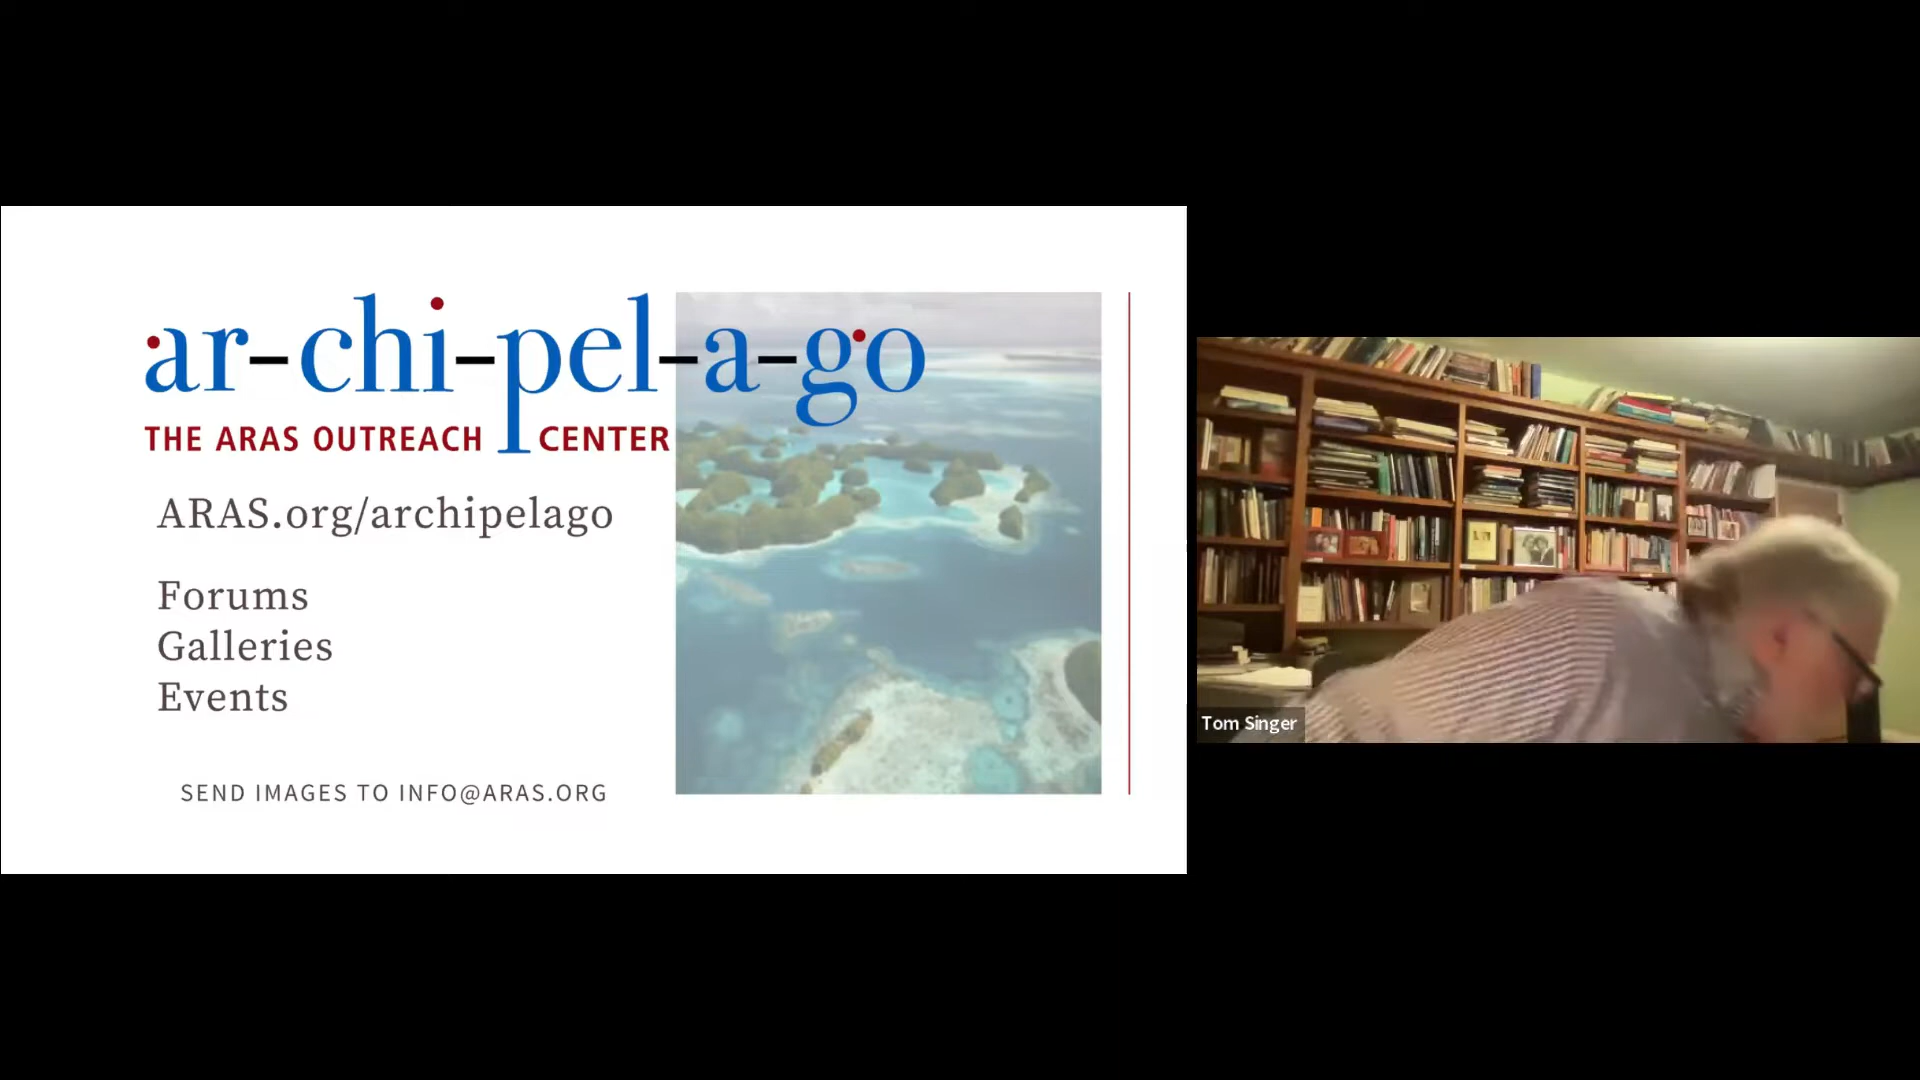 ar-chi-pel-a-go
THE ARAS OUTREACH CENTER
ARAS.org/archipelago
Forums
Galleries
Events
SEND IMAGES TO INFO@ARAS.ORG
Tom Singer